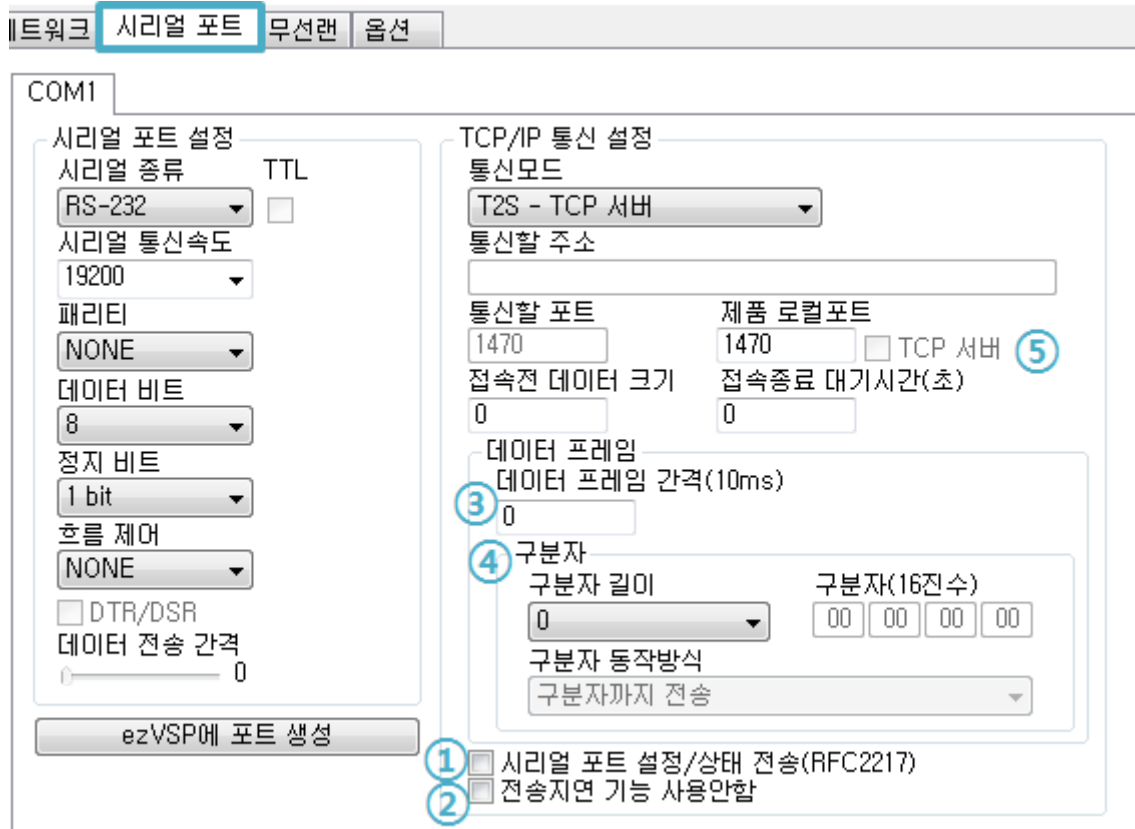 네트워크 시리얼 포트 무선랜 옵션
COM1
시리얼 포트 설정
시리얼 종류 TTL
RS-232
시리얼 통신속도
19200
패리티
NONE
데이터 비트
8
정지 비트
1 bit
흐름 제어
NONE
DTR/DSR
데이터 전송 간격
0
ezVSP에 포트 생성
TCP/IP 통신 설정
통신모드
T2S - TCP 서버
통신할 주소
통신할 포트 제품 로컬포트
1470 1470 TCP 서버 ⑤
접속전 데이터 크기 접속종료 대기시간(초)
0 0
데이터 프레임
데이터 프레임 간격(10ms)
③ 0
④ 구분자
구분자 길이 구분자(16진수)
0 00 00 00 00
구분자 동작방식
구분자까지 전송
① 시리얼 포트 설정/상태 전송(RFC2217)
② 전송지연 기능 사용안함